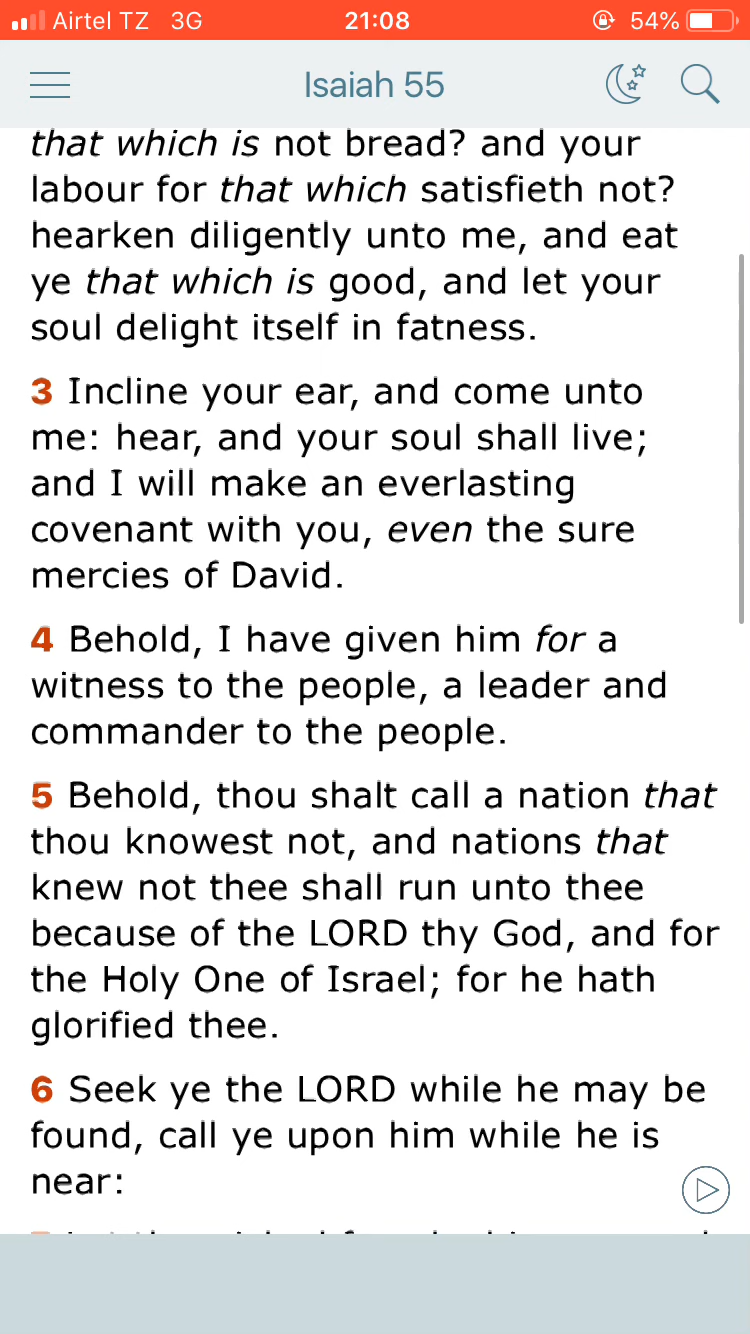 Airtel TZ 3G 21:08 54%
Isaiah 55
that which is not bread? and your
labour for that which satisfieth not?
hearken diligently unto me, and eat
ye that which is good, and let your
soul delight itself in fatness.
3 Incline your ear, and come unto
me: hear, and your soul shall live;
and I will make an everlasting
covenant with you, even the sure
mercies of David.
4 Behold, I have given him for a
witness to the people, a leader and
commander to the people.
5 Behold, thou shalt call a nation that
thou knowest not, and nations that
knew not thee shall run unto thee
because of the LORD thy God, and for
the Holy One of Israel; for he hath
glorified thee.
6 Seek ye the LORD while he may be
found, call ye upon him while he is
near: